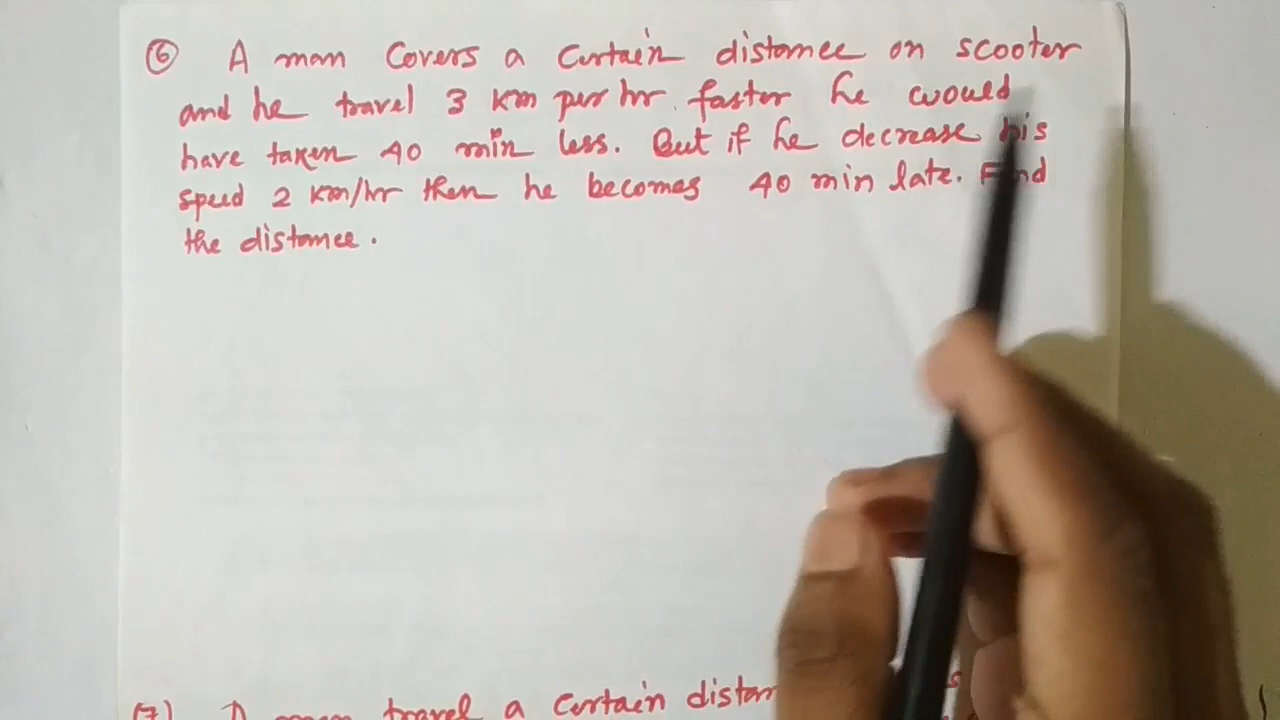 ⑥ A man Covers a Certain distance on scooter
and he travel 3 km per hr. faster he would
have taken 40 min less. But if he decrease his
speed 2 km/hr then he becomes 40 min late. Find
the distance.
(7) A man travel a certain distan